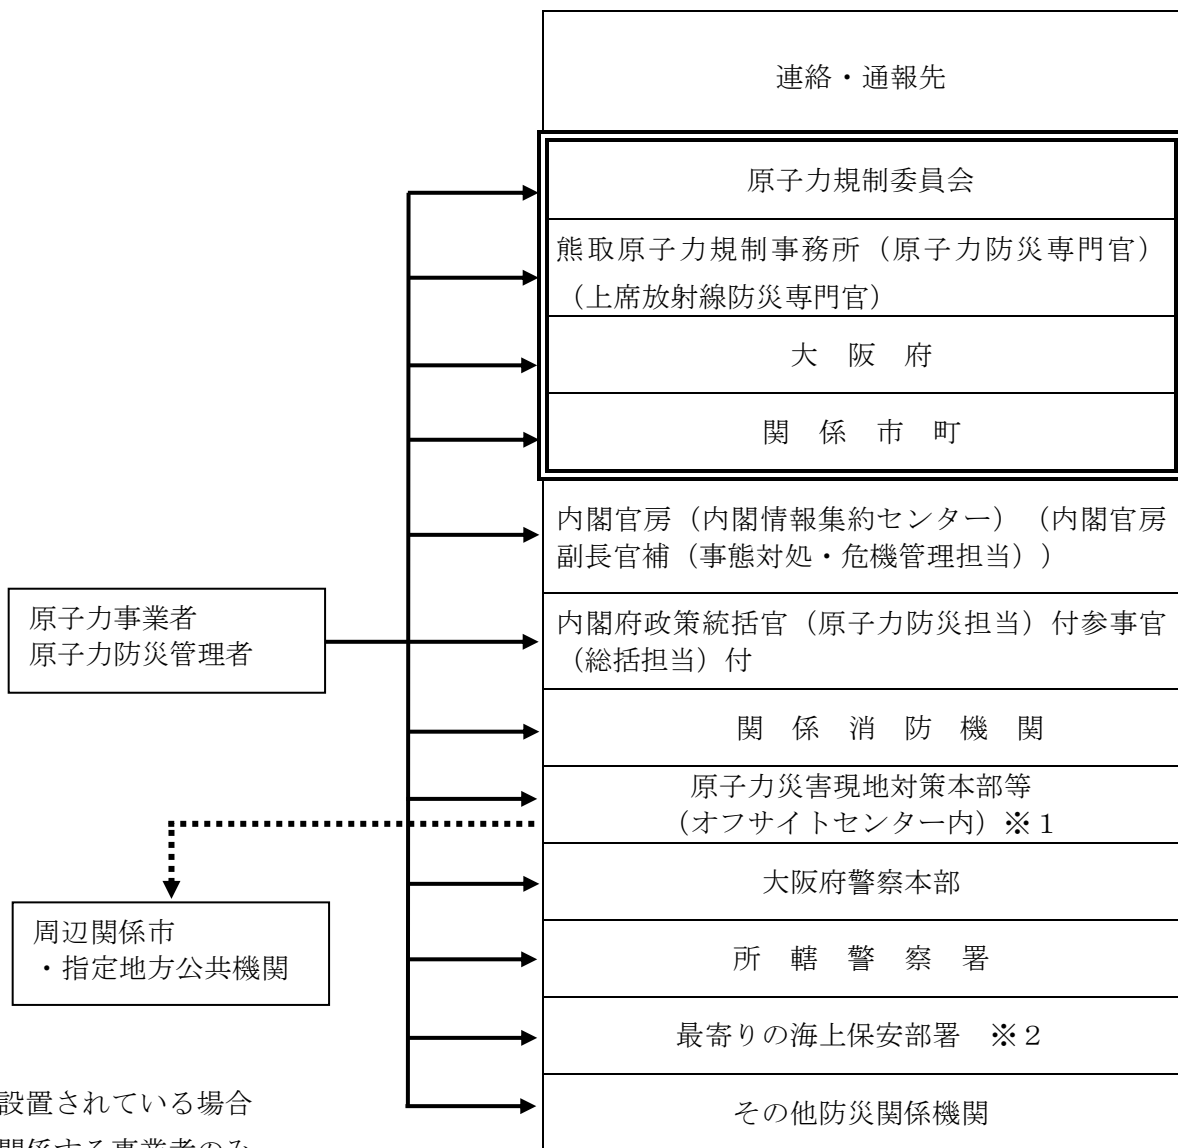 連絡・通報先
原子力規制委員会
熊取原子力規制事務所（原子力防災専門官）
（上席放射線防災専門官）
大　阪　府
関　係　市　町
内閣官房（内閣情報集約センター）（内閣官房
副長官補（事態対処・危機管理担当））
原子力事業者
原子力防災管理者
内閣府政策統括官（原子力防災担当）付参事官
（総括担当）付
関　係　消　防　機　関
原子力災害現地対策本部等
（オフサイトセンター内）※１
大阪府警察本部
周辺関係市
・指定地方公共機関
所　轄　警　察　署
最寄りの海上保安部署　※２
設置されている場合
その他防災関係機関
関係する事業者のみ